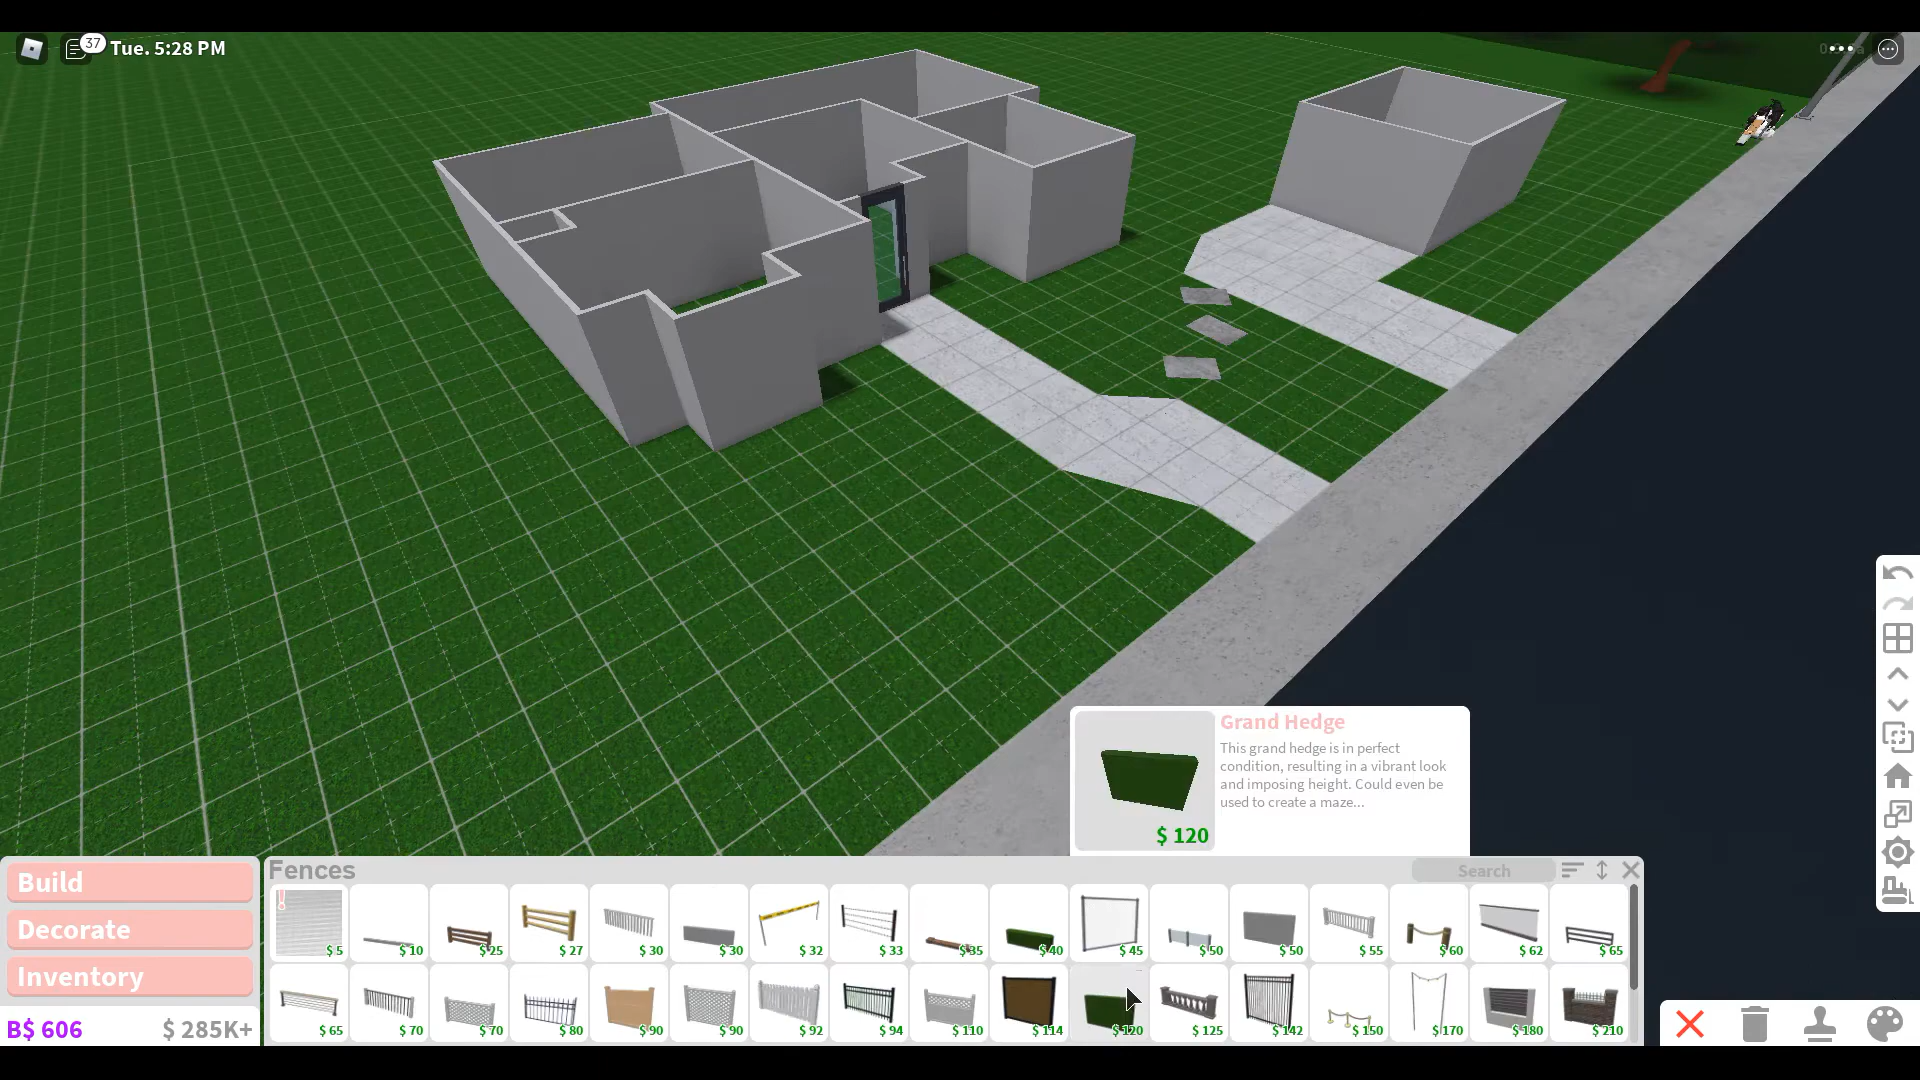 37 Tue. 5:28 PM
Grand Hedge
This grand hedge is in perfect
condition, resulting in a vibrant look
and imposing height. Could even be
used to create a maze...
$ 120
Build
Decorate
Inventory
B$ 606 $ 285K+
Fences
Search
$ 5 $ 10 $ 25 $ 27 $ 30 $ 30 $ 32 $ 33 $ 35 $ 40 $ 45 $ 50 $ 50 $ 55 $ 60 $ 62 $ 65
$ 65 $ 70 $ 70 $ 80 $ 90 $ 90 $ 92 $ 94 $ 110 $ 114 $ 120 $ 125 $ 142 $ 150 $ 170 $ 180 $ 210